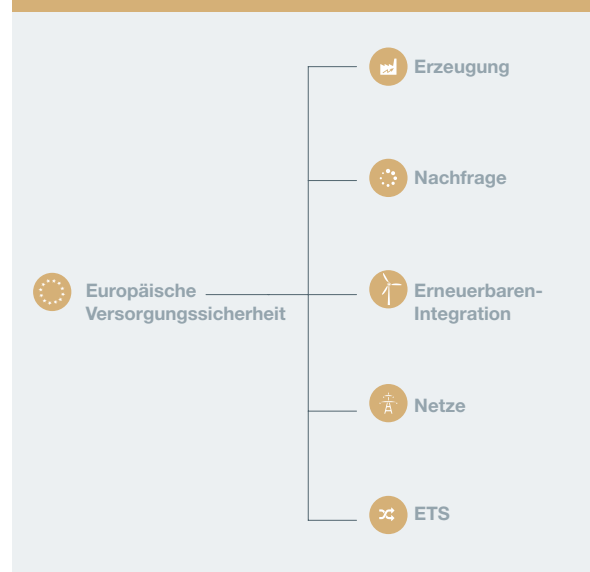 Erzeugung
Nachfrage
Europäische
Versorgungssicherheit
Erneuerbaren-
Integration
Netze
ETS